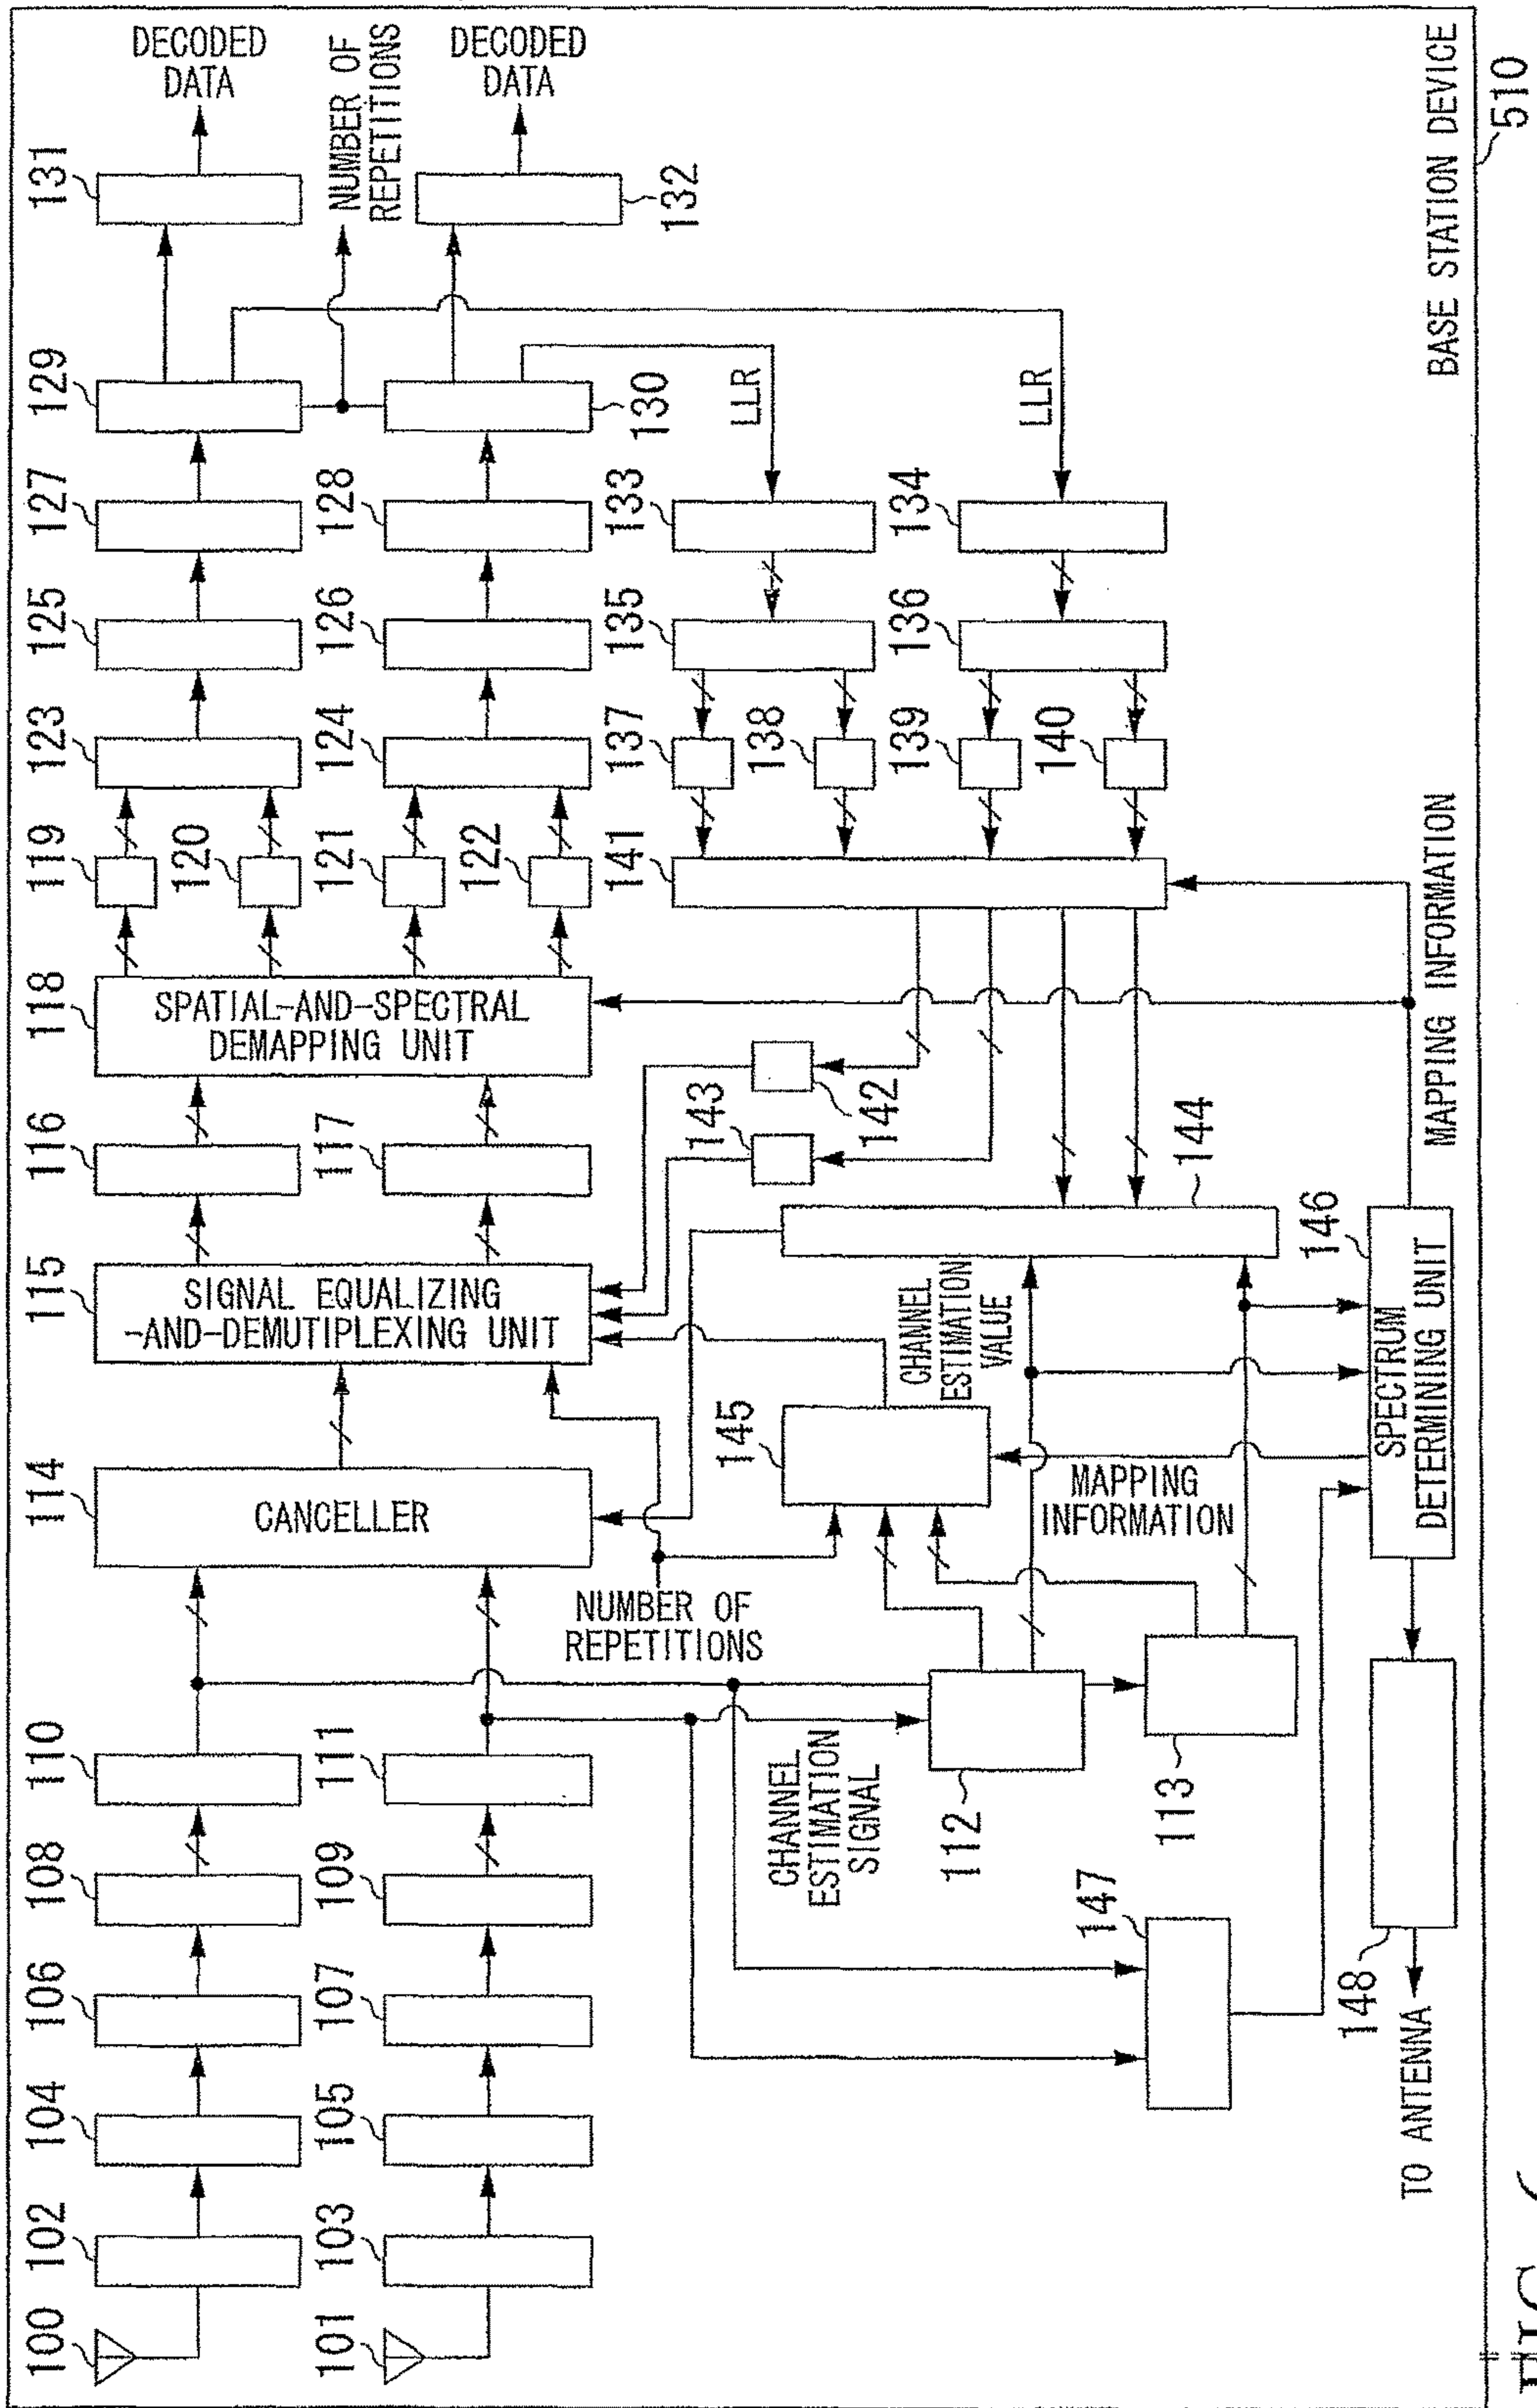 100
102
104
106
108
110
114
CANCELLER
115
SIGNAL EQUALIZING
-AND-DEMUTIPLEXING UNIT
116
118
SPATIAL-AND-SPECTRAL
DEMAPPING UNIT
119
120
123
125
127
129
131
DECODED
DATA
101
103
105
107
109
111
117
121
122
124
126
128
130
132
NUMBER OF
REPETITIONS
DECODED
DATA
NUMBER OF
REPETITIONS
143
142
141
137
138
135
133
LLR
CHANNEL
ESTIMATION
SIGNAL
145
CHANNEL
ESTIMATION
VALUE
139
140
136
134
LLR
112
113
147
MAPPING
INFORMATION
144
146
SPECTRUM
DETERMINING UNIT
148
TO ANTENNA
MAPPING INFORMATION
BASE STATION DEVICE
510